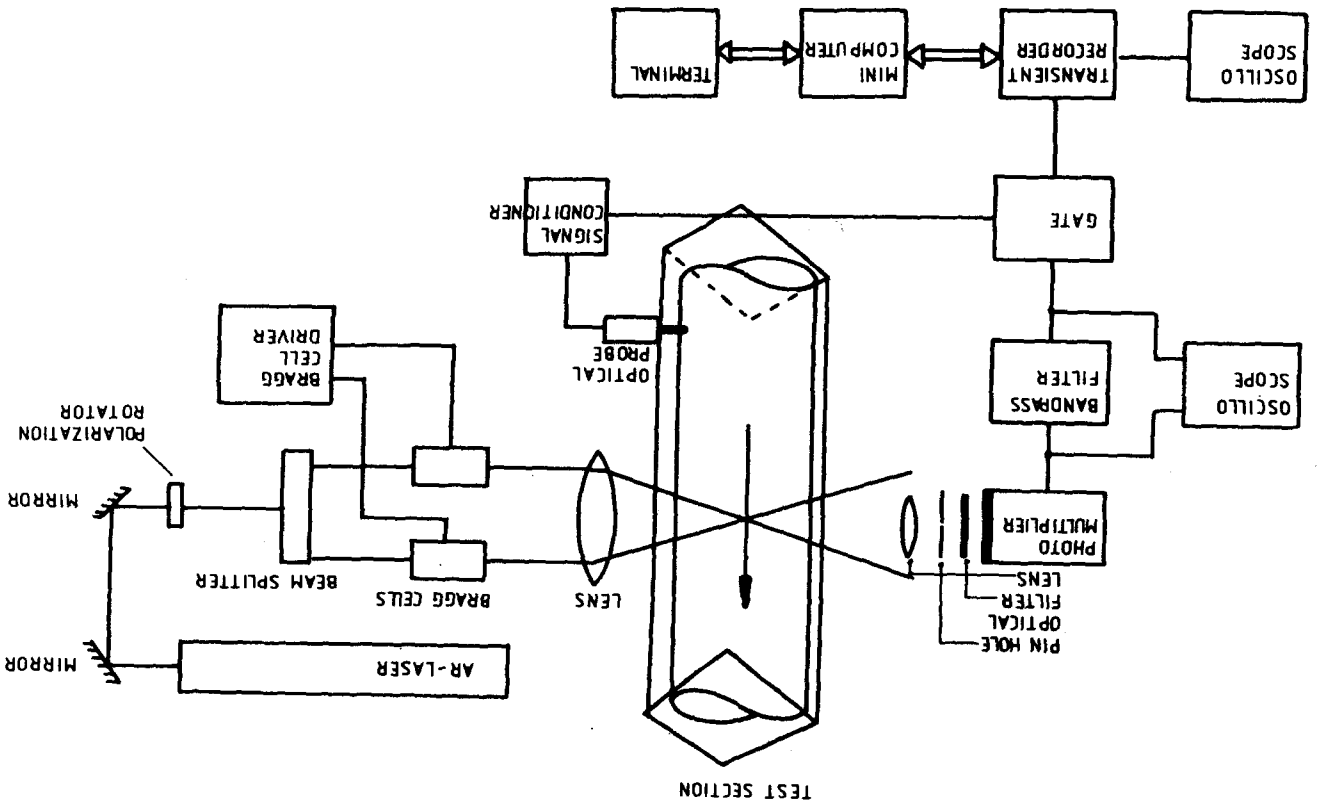 TEST SECTION
PIN HOLE
OPTICAL
FILTER
LENS
AR-LASER
MIRROR
LENS
BRAGG CELLS
BEAM SPLITTER
MIRROR
PHOTO
MULTIPLIER
POLARIZATION
ROTATOR
OSCILLO
SCOPE
BANDPASS
FILTER
OPTICAL
PROBE
BRAGG
CELL
DRIVER
GATE
SIGNAL
CONDITIONER
OSCILLO
SCOPE
TRANSIENT
RECORDER
MINI
COMPUTER
TERMINAL